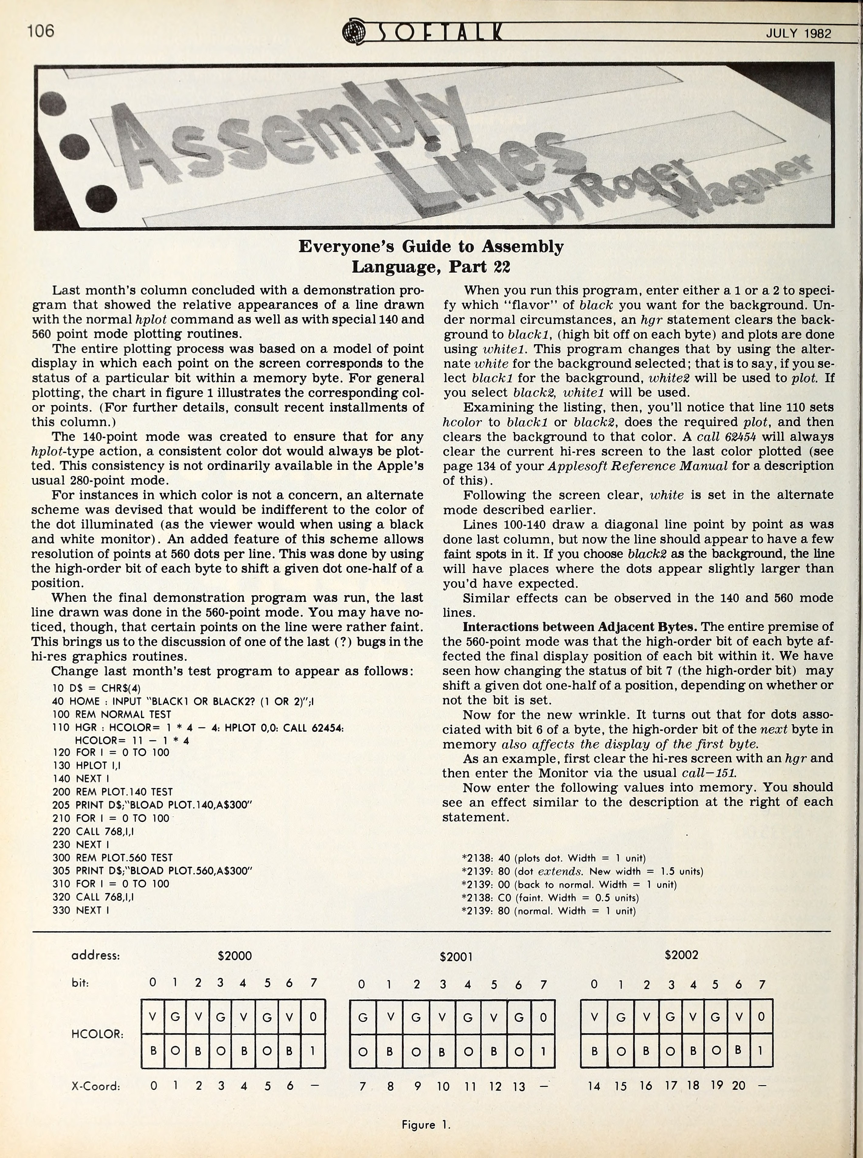 106
SOFTALK
JULY 1982
Assembly
Lines
by Roger
Wagner
Everyone's Guide to Assembly
Language, Part 22
Last month's column concluded with a demonstration pro-
gram that showed the relative appearances of a line drawn
with the normal hplot command as well as with special 140 and
560 point mode plotting routines.
The entire plotting process was based on a model of point
display in which each point on the screen corresponds to the
status of a particular bit within a memory byte. For general
plotting, the chart in figure 1 illustrates the corresponding col-
or points. (For further details, consult recent installments of
this column.)
The 140-point mode was created to ensure that for any
hplot-type action, a consistent color dot would always be plot-
ted. This consistency is not ordinarily available in the Apple's
usual 280-point mode.
For instances in which color is not a concern, an alternate
scheme was devised that would be indifferent to the color of
the dot illuminated (as the viewer would when using a black
and white monitor). An added feature of this scheme allows
resolution of points at 560 dots per line. This was done by using
the high-order bit of each byte to shift a given dot one-half of a
position.
When the final demonstration program was run, the last
line drawn was done in the 560-point mode. You may have no-
ticed, though, that certain points on the line were rather faint.
This brings us to the discussion of one of the last (?) bugs in the
hi-res graphics routines.
Change last month's test program to appear as follows:
10 D$ = CHR$(4)
40 HOME : INPUT "BLACK1 OR BLACK2? (1 OR 2)";I
100 REM NORMAL TEST
110 HGR : HCOLOR= 1 * 4 − 4: HPLOT 0,0: CALL 62454:
HCOLOR= 11 − 1 * 4
120 FOR I = 0 TO 100
130 HPLOT I,I
140 NEXT I
200 REM PLOT.140 TEST
205 PRINT D$;"BLOAD PLOT.140,A$300"
210 FOR I = 0 TO 100
220 CALL 768,I,I
230 NEXT I
300 REM PLOT.560 TEST
305 PRINT D$;"BLOAD PLOT.560,A$300"
310 FOR I = 0 TO 100
320 CALL 768,I,I
330 NEXT I
When you run this program, enter either a 1 or a 2 to speci-
fy which "flavor" of black you want for the background. Un-
der normal circumstances, an hgr statement clears the back-
ground to black1, (high bit off on each byte) and plots are done
using white1. This program changes that by using the alter-
nate white for the background selected; that is to say, if you se-
lect black1 for the background, white2 will be used to plot. If
you select black2, white1 will be used.
Examining the listing, then, you'll notice that line 110 sets
hcolor to black1 or black2, does the required plot, and then
clears the background to that color. A call 62454 will always
clear the current hi-res screen to the last color plotted (see
page 134 of your Applesoft Reference Manual for a description
of this).
Following the screen clear, white is set in the alternate
mode described earlier.
Lines 100-140 draw a diagonal line point by point as was
done last column, but now the line should appear to have a few
faint spots in it. If you choose black2 as the background, the line
will have places where the dots appear slightly larger than
you'd have expected.
Similar effects can be observed in the 140 and 560 mode
lines.
Interactions between Adjacent Bytes. The entire premise of
the 560-point mode was that the high-order bit of each byte af-
fected the final display position of each bit within it. We have
seen how changing the status of bit 7 (the high-order bit) may
shift a given dot one-half of a position, depending on whether or
not the bit is set.
Now for the new wrinkle. It turns out that for dots asso-
ciated with bit 6 of a byte, the high-order bit of the next byte in
memory also affects the display of the first byte.
As an example, first clear the hi-res screen with an hgr and
then enter the Monitor via the usual call−151.
Now enter the following values into memory. You should
see an effect similar to the description at the right of each
statement.
*2138: 40 (plots dot. Width = 1 unit)
*2139: 80 (dot extends. New width = 1.5 units)
*2139: 00 (back to normal. Width = 1 unit)
*2138: C0 (faint. Width = 0.5 units)
*2139: 80 (normal. Width = 1 unit)
address: $2000 $2001 $2002
bit: 0 1 2 3 4 5 6 7 0 1 2 3 4 5 6 7 0 1 2 3 4 5 6 7
V G V G V G V 0 G V G V G V G 0 V G V G V G V 0
HCOLOR:
B O B O B O B 1 O B O B O B O 1 B O B O B O B 1
X-Coord: 0 1 2 3 4 5 6 − 7 8 9 10 11 12 13 − 14 15 16 17 18 19 20 −
Figure 1.